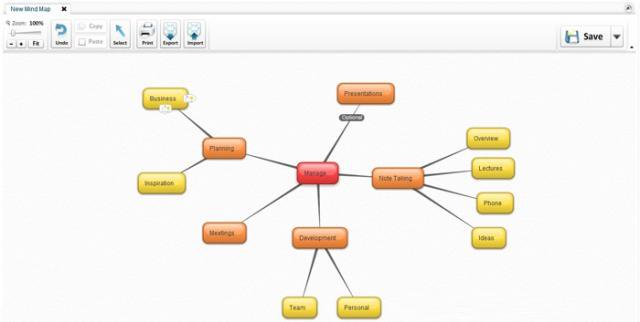 New Mind Map
Zoom: 100%
Fit
Undo
Copy
Paste
Select
Print
Export
Import
Save
Business
Presentations
Optional
Planning
Overview
Manage
Lectures
Note Taking
Inspiration
Phone
Meetings
Development
Ideas
Team
Personal